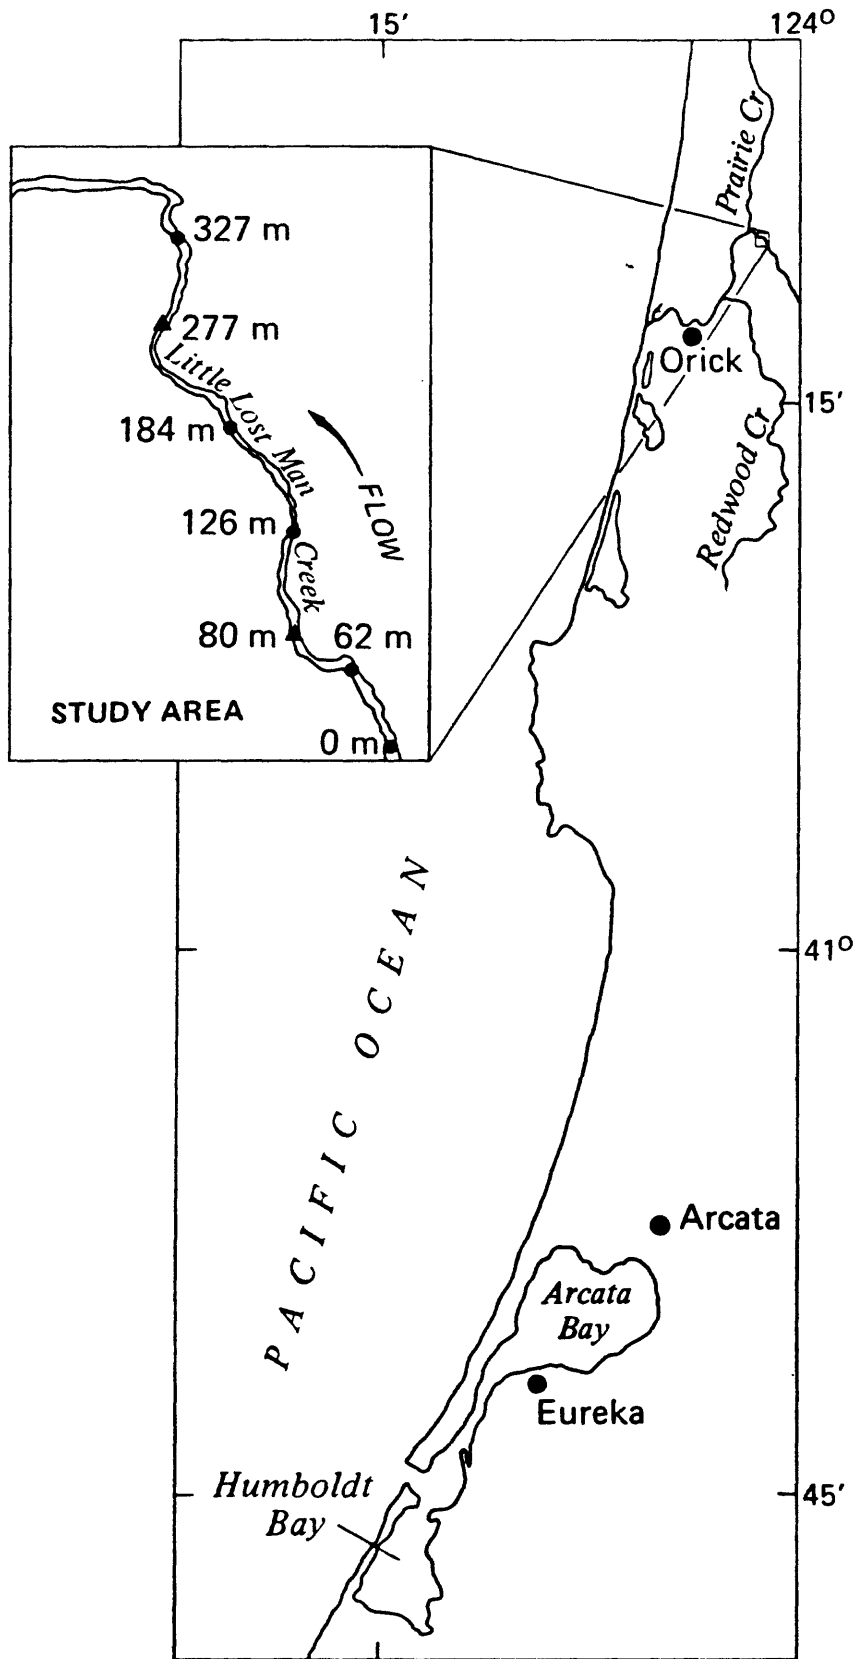 15′
124°
Prairie Cr
327 m
277 m
Little Lost Man Creek
184 m
FLOW
126 m
80 m
62 m
STUDY AREA
0 m
Orick
15′
Redwood Cr
41°
PACIFIC OCEAN
Arcata
Arcata
Bay
Eureka
Humboldt
Bay
45′